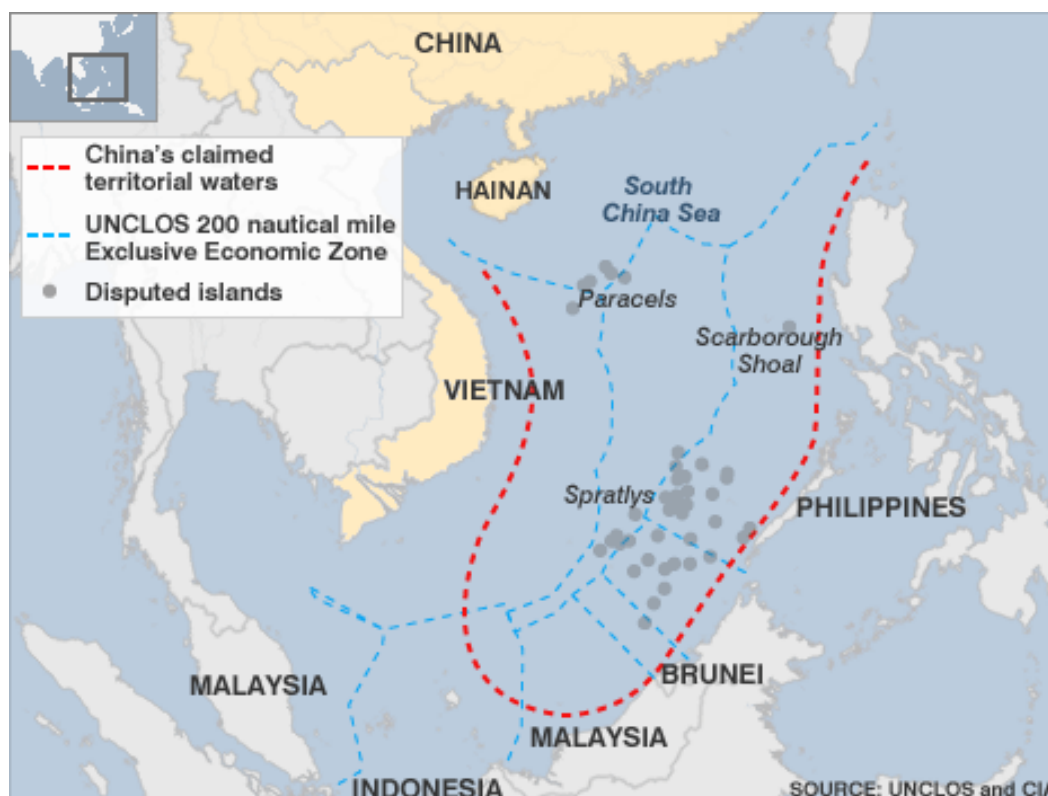 CHINA
China's claimed
territorial waters
UNCLOS 200 nautical mile
Exclusive Economic Zone
Disputed islands
HAINAN
South
China Sea
Paracels
Scarborough
Shoal
VIETNAM
Spratlys
PHILIPPINES
MALAYSIA
BRUNEI
MALAYSIA
INDONESIA
SOURCE: UNCLOS and CIA